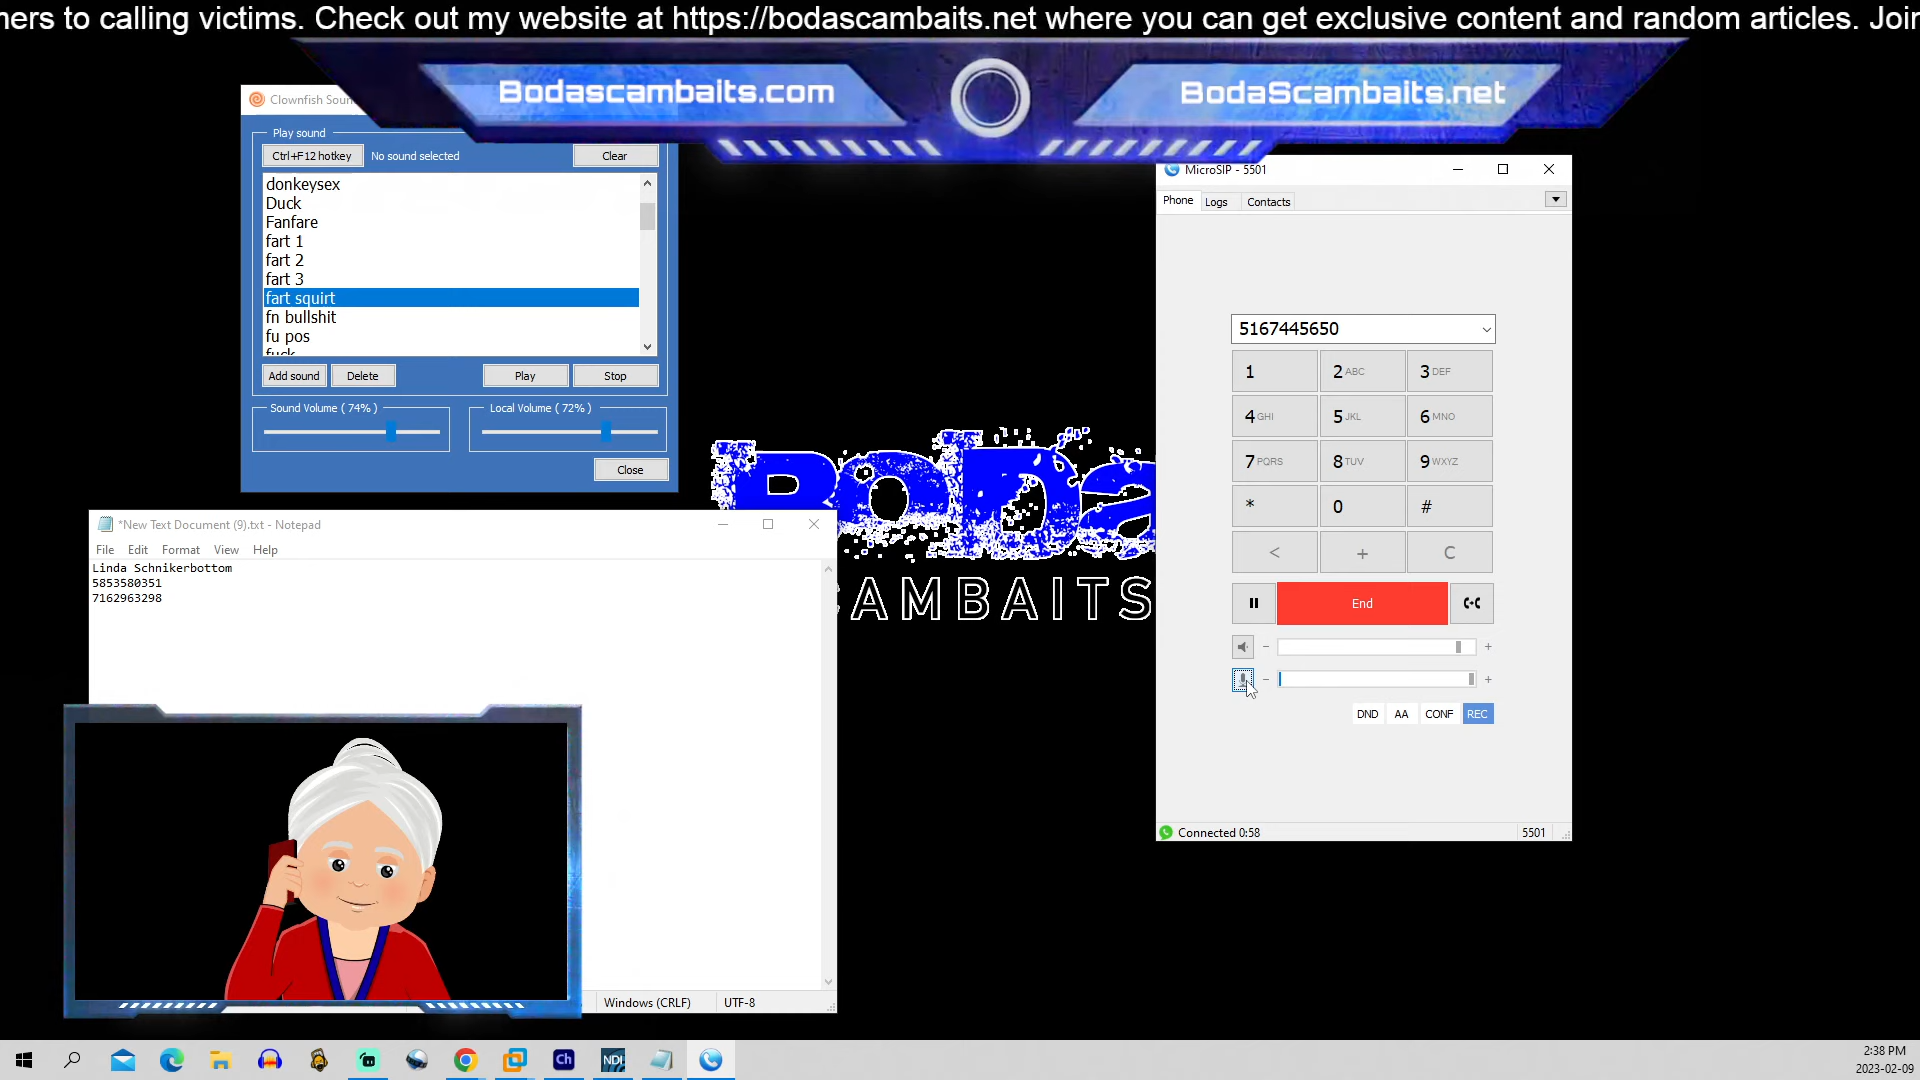 ners to calling victims. Check out my website at https://bodascambaits.net where you can get exclusive content and random articles. Join
Bodascambaits.com
BodaScambaits.net
Clownfish Soun
Play sound
Ctrl+F12 hotkey
No sound selected
Clear
donkeysex
Duck
Fanfare
fart 1
fart 2
fart 3
fart squirt
fn bullshit
fu pos
fuck
Add sound
Delete
Play
Stop
Sound Volume ( 74% )
Local Volume ( 72% )
Close
MicroSIP - 5501
Phone
Logs
Contacts
5167445650
1
2 ABC
3 DEF
4 GHI
5 JKL
6 MNO
7 PQRS
8 TUV
9 WXYZ
*
0
#
<
+
C
End
-
+
-
+
DND
AA
CONF
REC
Connected 0:58
5501
BoDa
CAMBAITS
*New Text Document (9).txt - Notepad
File
Edit
Format
View
Help
Linda Schnikerbottom
5853580351
7162963298
Windows (CRLF)
UTF-8
Ch
NDI
2:38 PM
2023-02-09